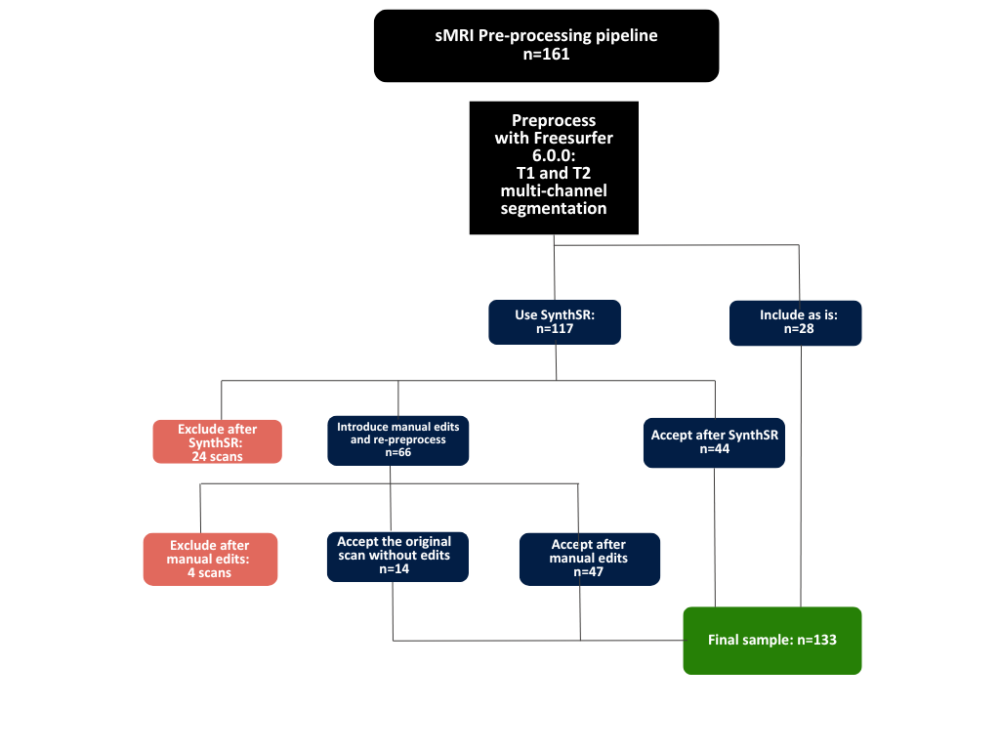 sMRI Pre-processing pipeline
n=161
Preprocess
with Freesurfer
6.0.0:
T1 and T2
multi-channel
segmentation
Use SynthSR:
n=117
Include as is:
n=28
Exclude after
SynthSR:
24 scans
Introduce manual edits
and re-preprocess
n=66
Accept after SynthSR
n=44
Exclude after
manual edits:
4 scans
Accept the original
scan without edits
n=14
Accept after
manual edits
n=47
Final sample: n=133